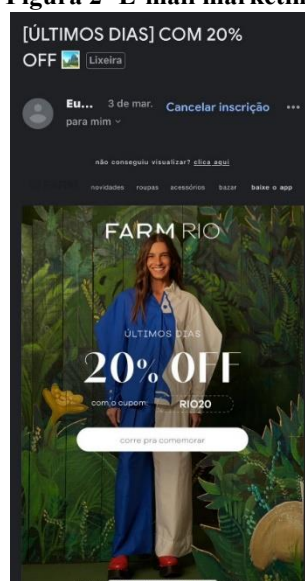 Figura 2- E-mail marketin
[ÚLTIMOS DIAS] COM 20%
OFF Lixeira
Eu... 3 de mar. Cancelar inscrição ...
para mim
não conseguiu visualizar? clica aqui
novidades roupas acessórios bazar baixe o app
FARM RIO
ÚLTIMOS DIAS
20% OFF
com o cupom: RIO20
corre pra comemorar